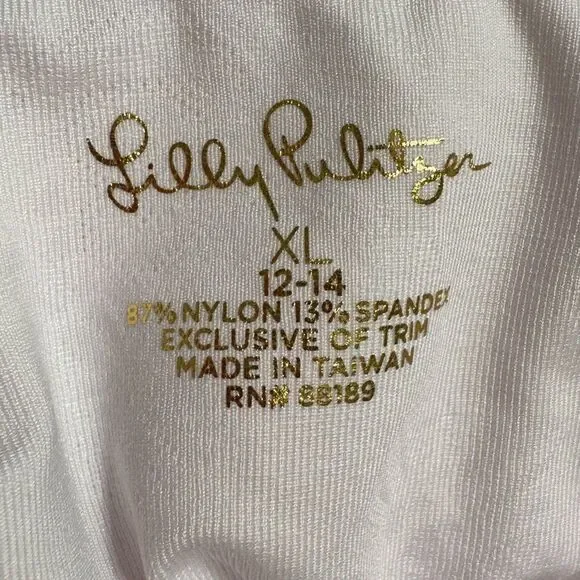 Lilly Pulitzer
XL
12-14
87% NYLON 13% SPANDEX
EXCLUSIVE OF TRIM
MADE IN TAIWAN
RN# 88189